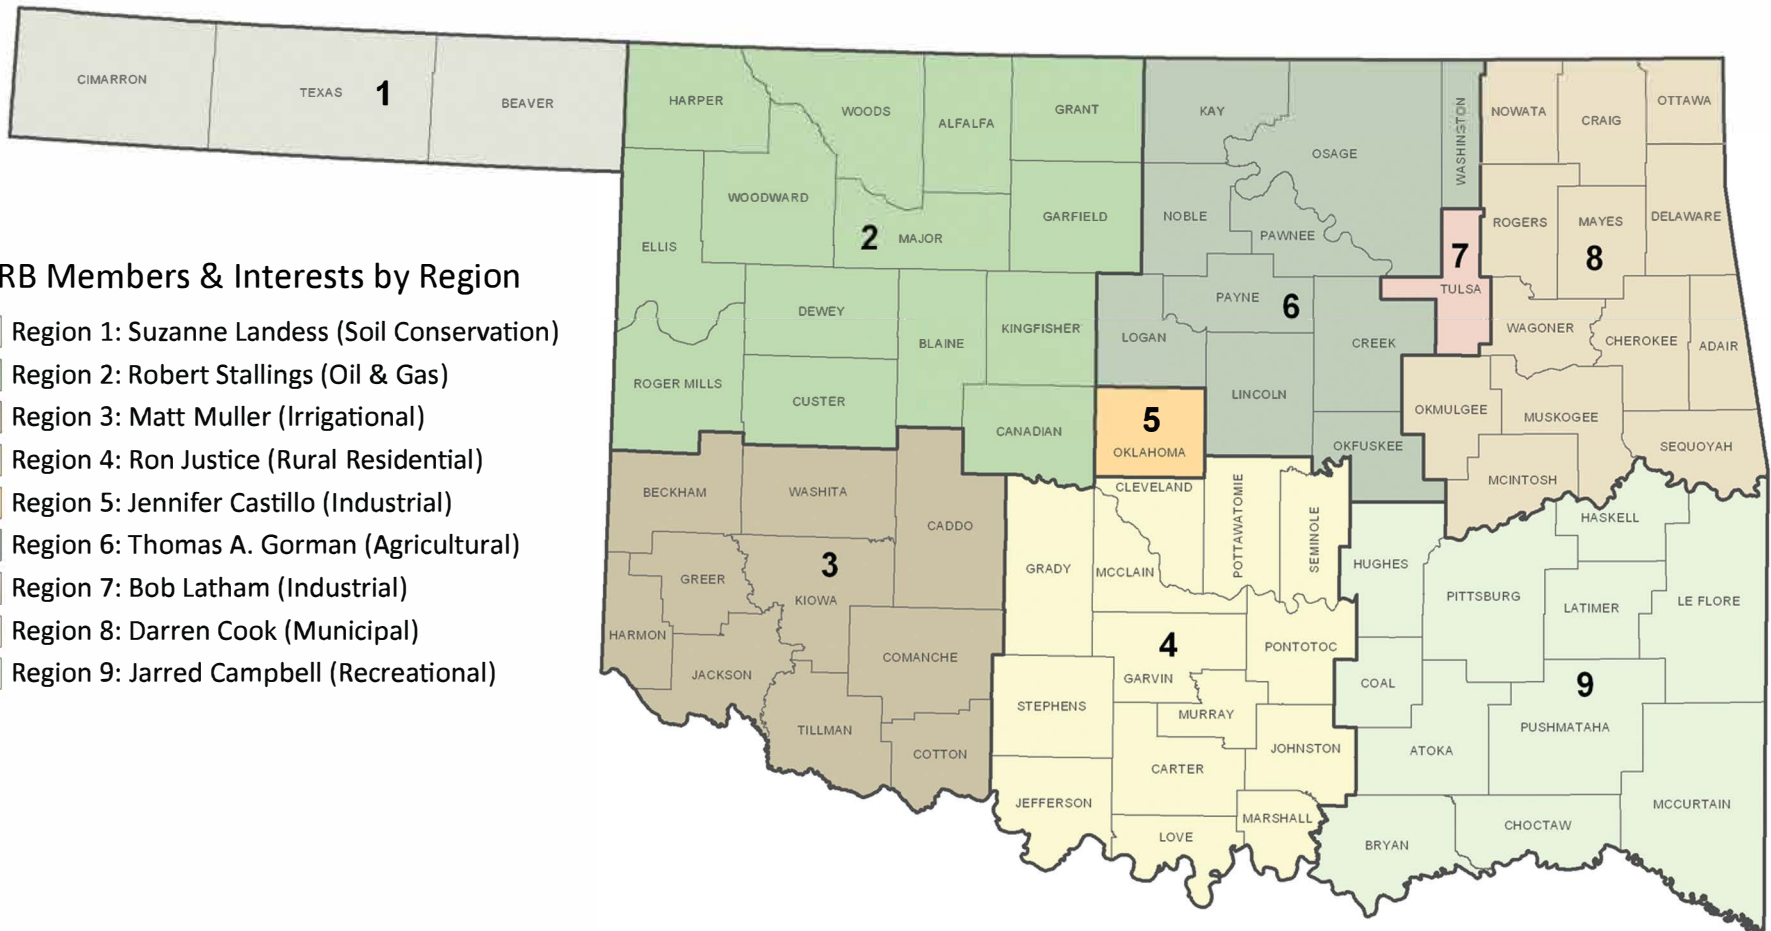 CIMARRON
TEXAS
1
BEAVER
HARPER
WOODS
ALFALFA
GRANT
KAY
OSAGE
WASHINGTON
NOWATA
CRAIG
OTTAWA
WOODWARD
ELLIS
2
MAJOR
GARFIELD
NOBLE
PAWNEE
7
TULSA
ROGERS
MAYES
8
DELAWARE
DEWEY
BLAINE
KINGFISHER
LOGAN
PAYNE
6
CREEK
WAGONER
CHEROKEE
ADAIR
ROGER MILLS
CUSTER
CANADIAN
5
OKLAHOMA
LINCOLN
OKFUSKEE
OKMULGEE
MUSKOGEE
MCINTOSH
SEQUOYAH
RB Members & Interests by Region
Region 1: Suzanne Landess (Soil Conservation)
Region 2: Robert Stallings (Oil & Gas)
Region 3: Matt Muller (Irrigational)
Region 4: Ron Justice (Rural Residential)
Region 5: Jennifer Castillo (Industrial)
Region 6: Thomas A. Gorman (Agricultural)
Region 7: Bob Latham (Industrial)
Region 8: Darren Cook (Municipal)
Region 9: Jarred Campbell (Recreational)
BECKHAM
WASHITA
CADDO
GREER
3
KIOWA
HARMON
JACKSON
COMANCHE
TILLMAN
COTTON
CLEVELAND
POTTAWATOMIE
SEMINOLE
GRADY
MCCLAIN
4
GARVIN
PONTOTOC
STEPHENS
MURRAY
JOHNSTON
CARTER
JEFFERSON
LOVE
MARSHALL
HASKELL
HUGHES
PITTSBURG
LATIMER
LE FLORE
COAL
9
PUSHMATAHA
ATOKA
MCCURTAIN
CHOCTAW
BRYAN